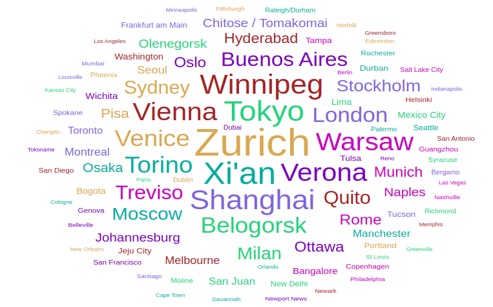 Minneapolis Pittsburgh Raleigh/Durham
Frankfurt am Main Chitose / Tomakomai Norfolk
Los Angeles Olenegorsk Hyderabad Tampa Greensboro Edmonton
Mumbai Washington Oslo Buenos Aires Rochester
Louisville Phoenix Seoul Berlin Durban Salt Lake City
Kansas City Wichita Sydney Winnipeg Stockholm Indianapolis
Spokane Pisa Vienna Tokyo Lima London Helsinki Mexico City
Chengdu Toronto Venice Dubai Zurich Warsaw Palermo Seattle San Antonio
Tokoname Montreal Torino Xi'an Tulsa Reno Guangzhou Syracuse
San Diego Osaka Parini Dublin Verona Munich Bergamo Las Vegas
Bogota Treviso Shanghai Quito Naples Nashville
Cologne Genoa Moscow Belogorsk Rome Tucson Richmond
Belleville Johannesburg Manchester Memphis
New Orleans Jeju City Milan Ottawa Portland Greenville
San Francisco Melbourne Orlando Bangalore St Louis Copenhagen
Santiago Moline San Juan New Delhi Philadelphia
Cape Town Savannah Newport News Newark